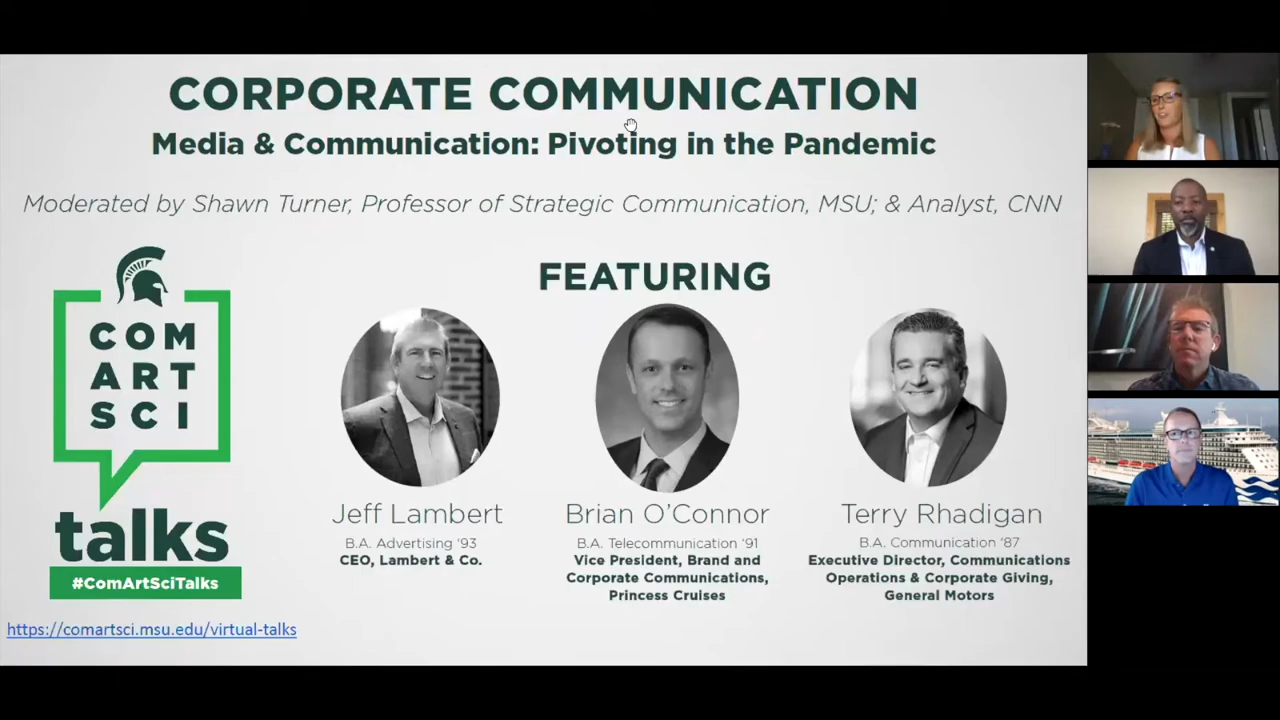 CORPORATE COMMUNICATION
Media & Communication: Pivoting in the Pandemic
Moderated by Shawn Turner, Professor of Strategic Communication, MSU; & Analyst, CNN
COM
ART
SCI
talks
#ComArtSciTalks
https://comartsci.msu.edu/virtual-talks
FEATURING
Jeff Lambert
B.A. Advertising '93
CEO, Lambert & Co.
Brian O'Connor
B.A. Telecommunication '91
Vice President, Brand and
Corporate Communications,
Princess Cruises
Terry Rhadigan
B.A. Communication '87
Executive Director, Communications
Operations & Corporate Giving,
General Motors